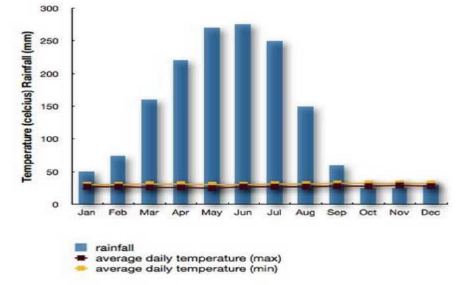 300
250
200
150
100
50
0
Temperature (celcius) Rainfall (mm)
Jan Feb Mar Apr May Jun Jul Aug Sep Oct Nov Dec
rainfall
average daily temperature (max)
average daily temperature (min)